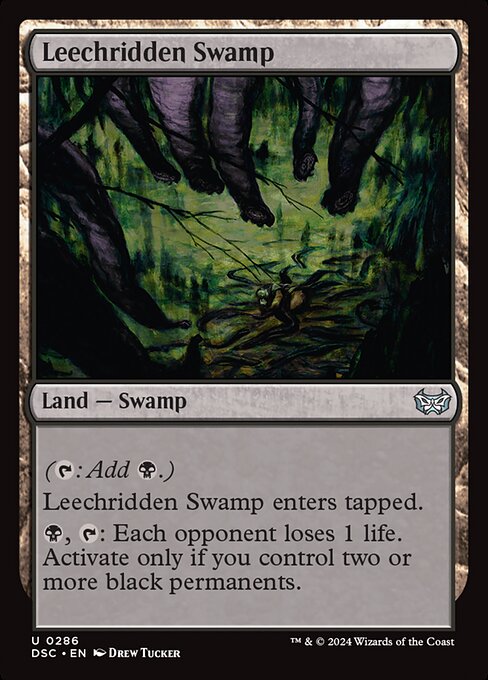 Leechridden Swamp
Land — Swamp
(: Add .)
Leechridden Swamp enters tapped.
, : Each opponent loses 1 life.
Activate only if you control two or
more black permanents.
U 0286
DSC • EN Drew Tucker
™ & © 2024 Wizards of the Coast